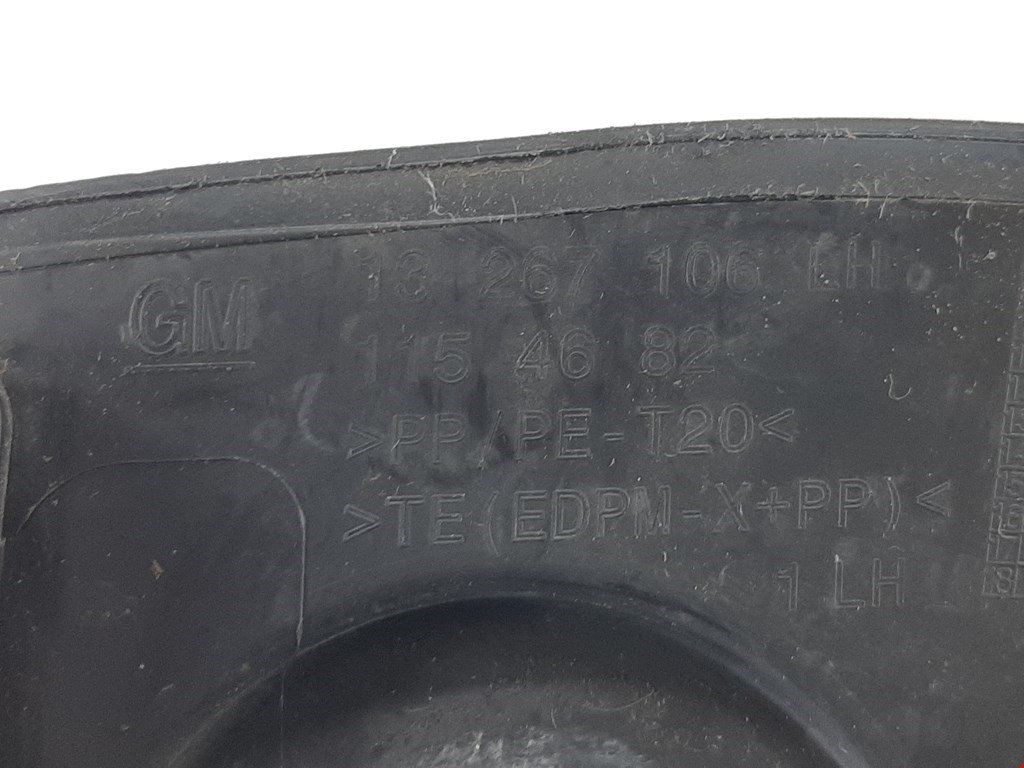 GM
13 267 106 LH
115 46 82
>PP/PE-T20<
>TE(EDPM-X+PP)<
1 LH